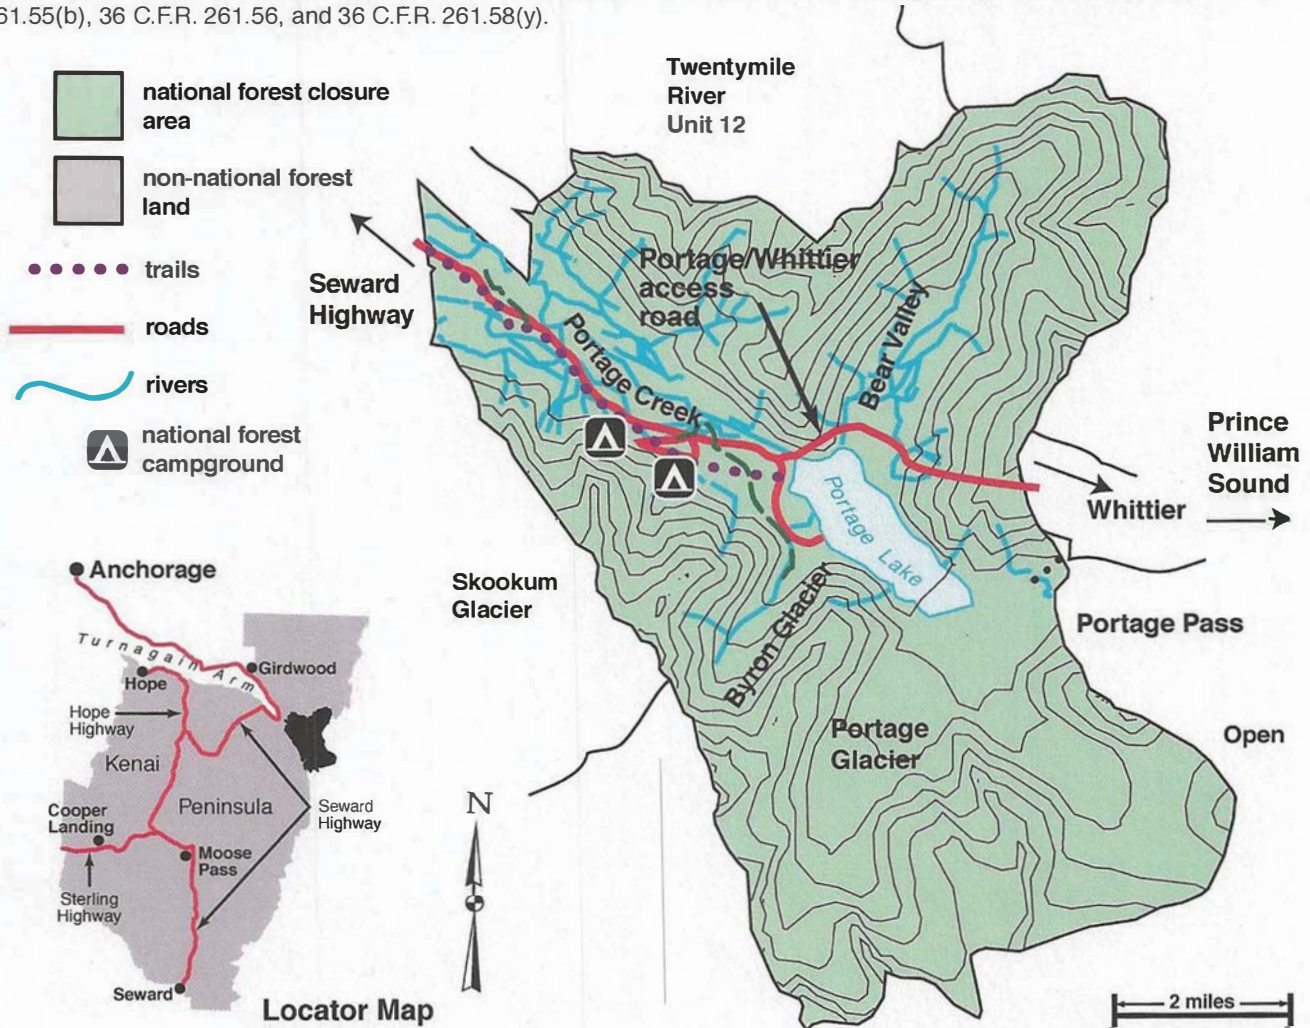 61.55(b), 36 C.F.R. 261.56, and 36 C.F.R. 261.58(y).
national forest closure
area
non-national forest
land
trails
roads
rivers
national forest
campground
Twentymile
River
Unit 12
Seward
Highway
Portage/Whittier
access
road
Portage Creek
Bear Valley
Prince
William
Sound
Whittier
Portage Lake
Skookum
Glacier
Byron Glacier
Portage Pass
Portage
Glacier
Open
Anchorage
Turnagain Arm
Girdwood
Hope
Hope
Highway
Kenai
Peninsula
Cooper
Landing
Seward
Highway
Moose
Pass
Sterling
Highway
Seward
Locator Map
N
2 miles